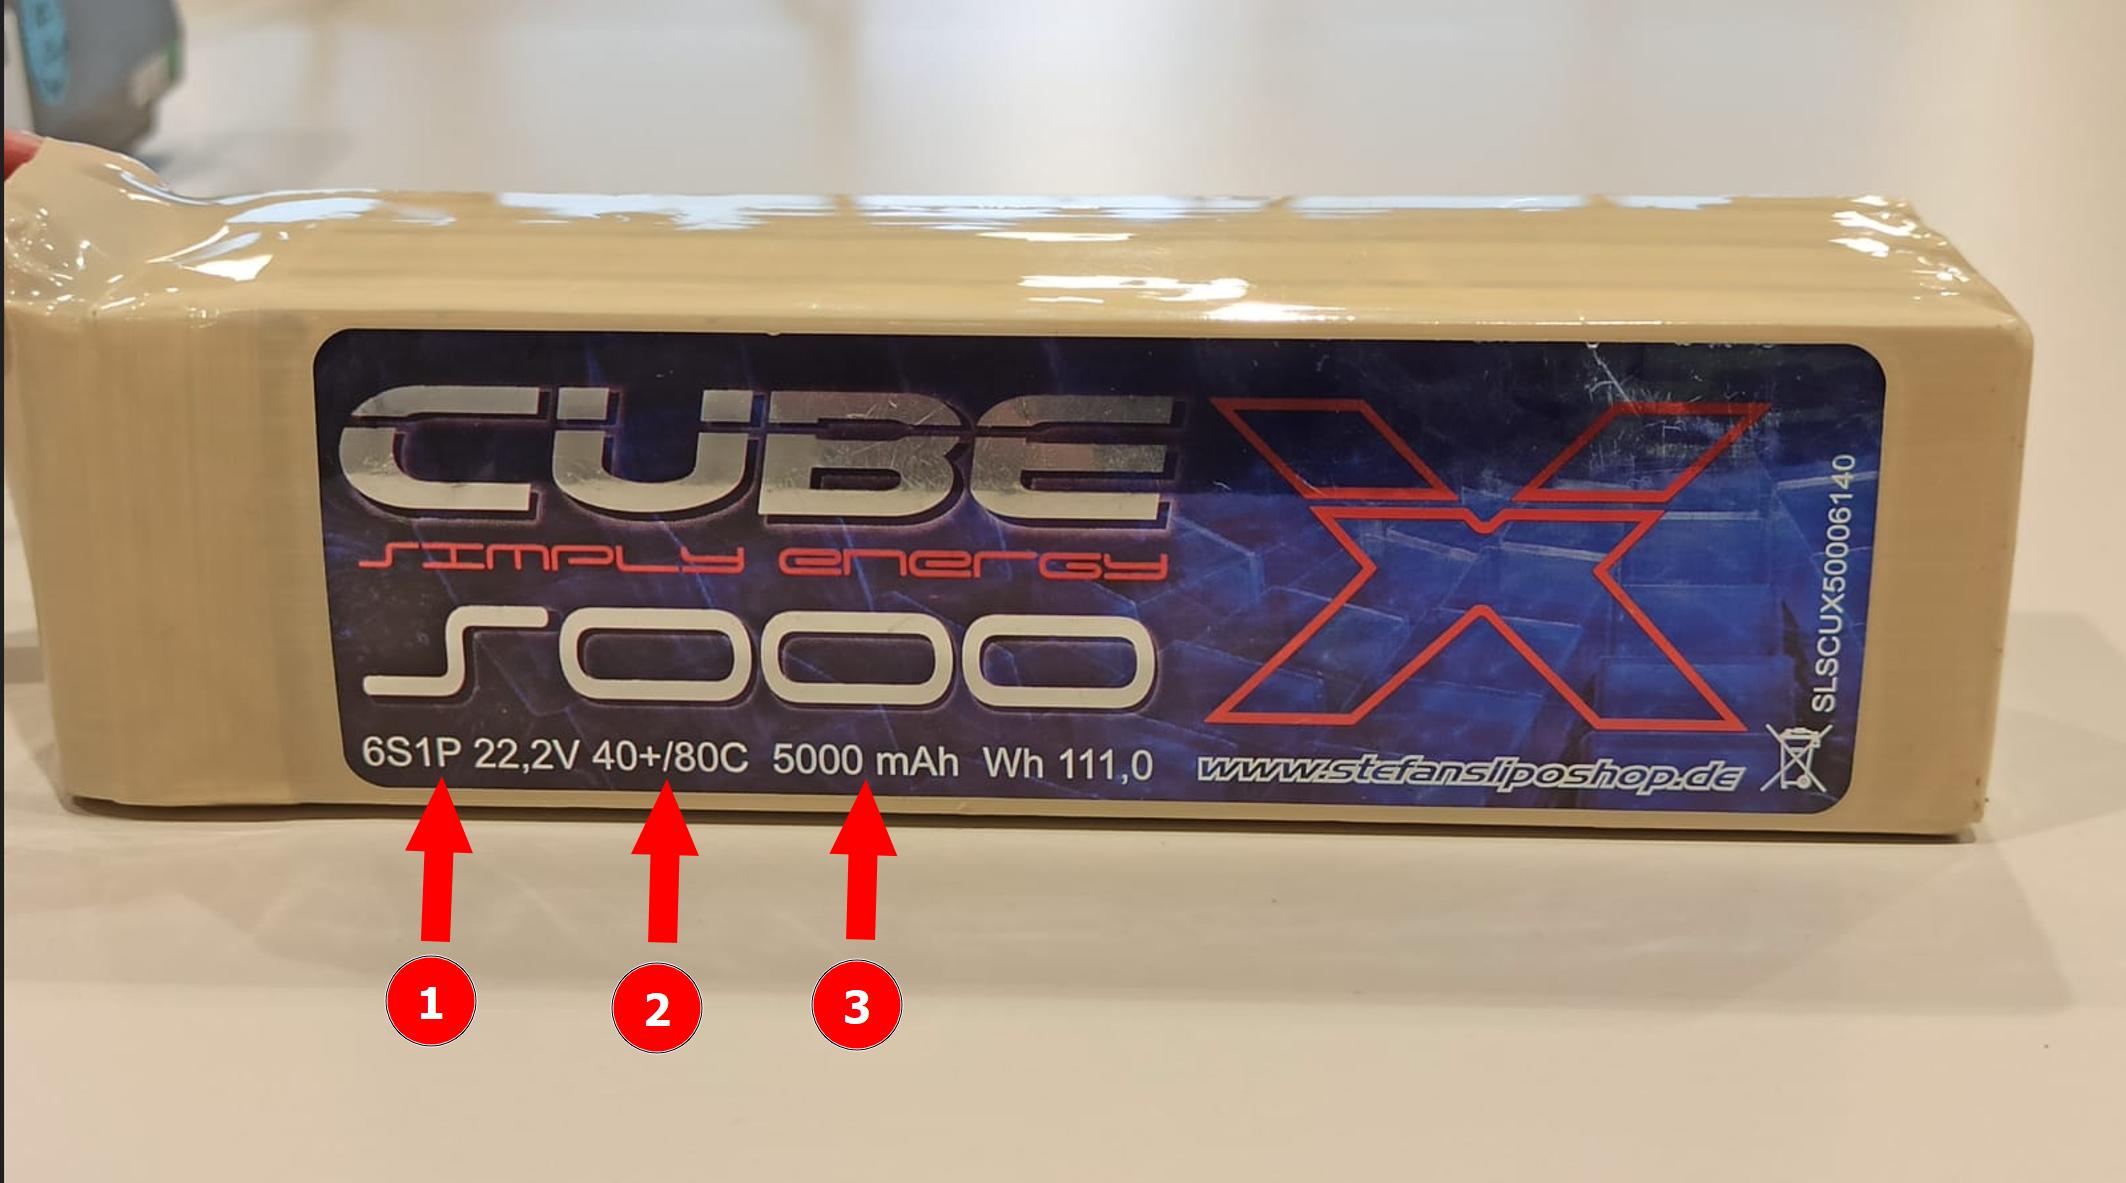 CUBE
SIMPLY energy
5000
6S1P 22,2V 40+/80C 5000 mAh Wh 111,0
X
www.stefansliposhop.de
SLSCUX50006140
1
2
3